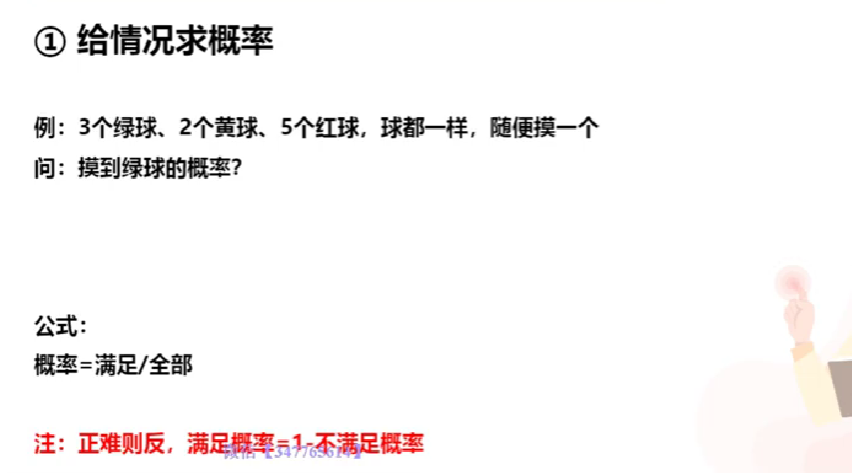 ① 给情况求概率
例：3个绿球、2个黄球、5个红球，球都一样，随便摸一个
问：摸到绿球的概率？
公式：
概率=满足/全部
注：正难则反，满足概率=1-不满足概率